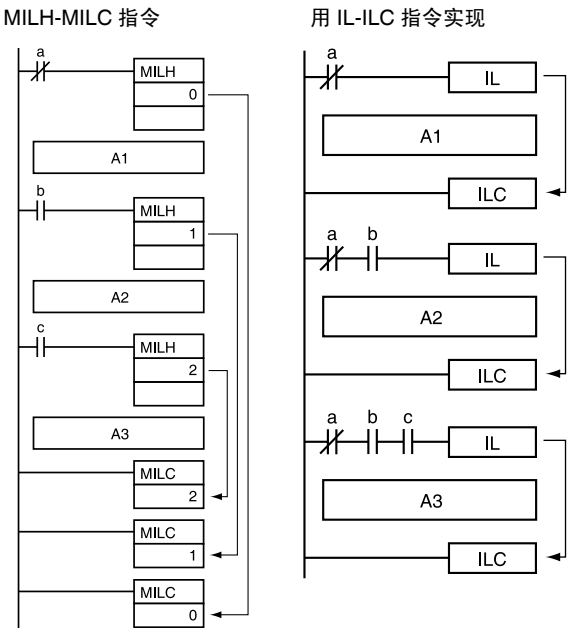 MILH-MILC 指令
a
MILH
0
A1
b
MILH
1
A2
c
MILH
2
A3
MILC
2
MILC
1
MILC
0
用 IL-ILC 指令实现
a
IL
A1
ILC
a b
IL
A2
ILC
a b c
IL
A3
ILC